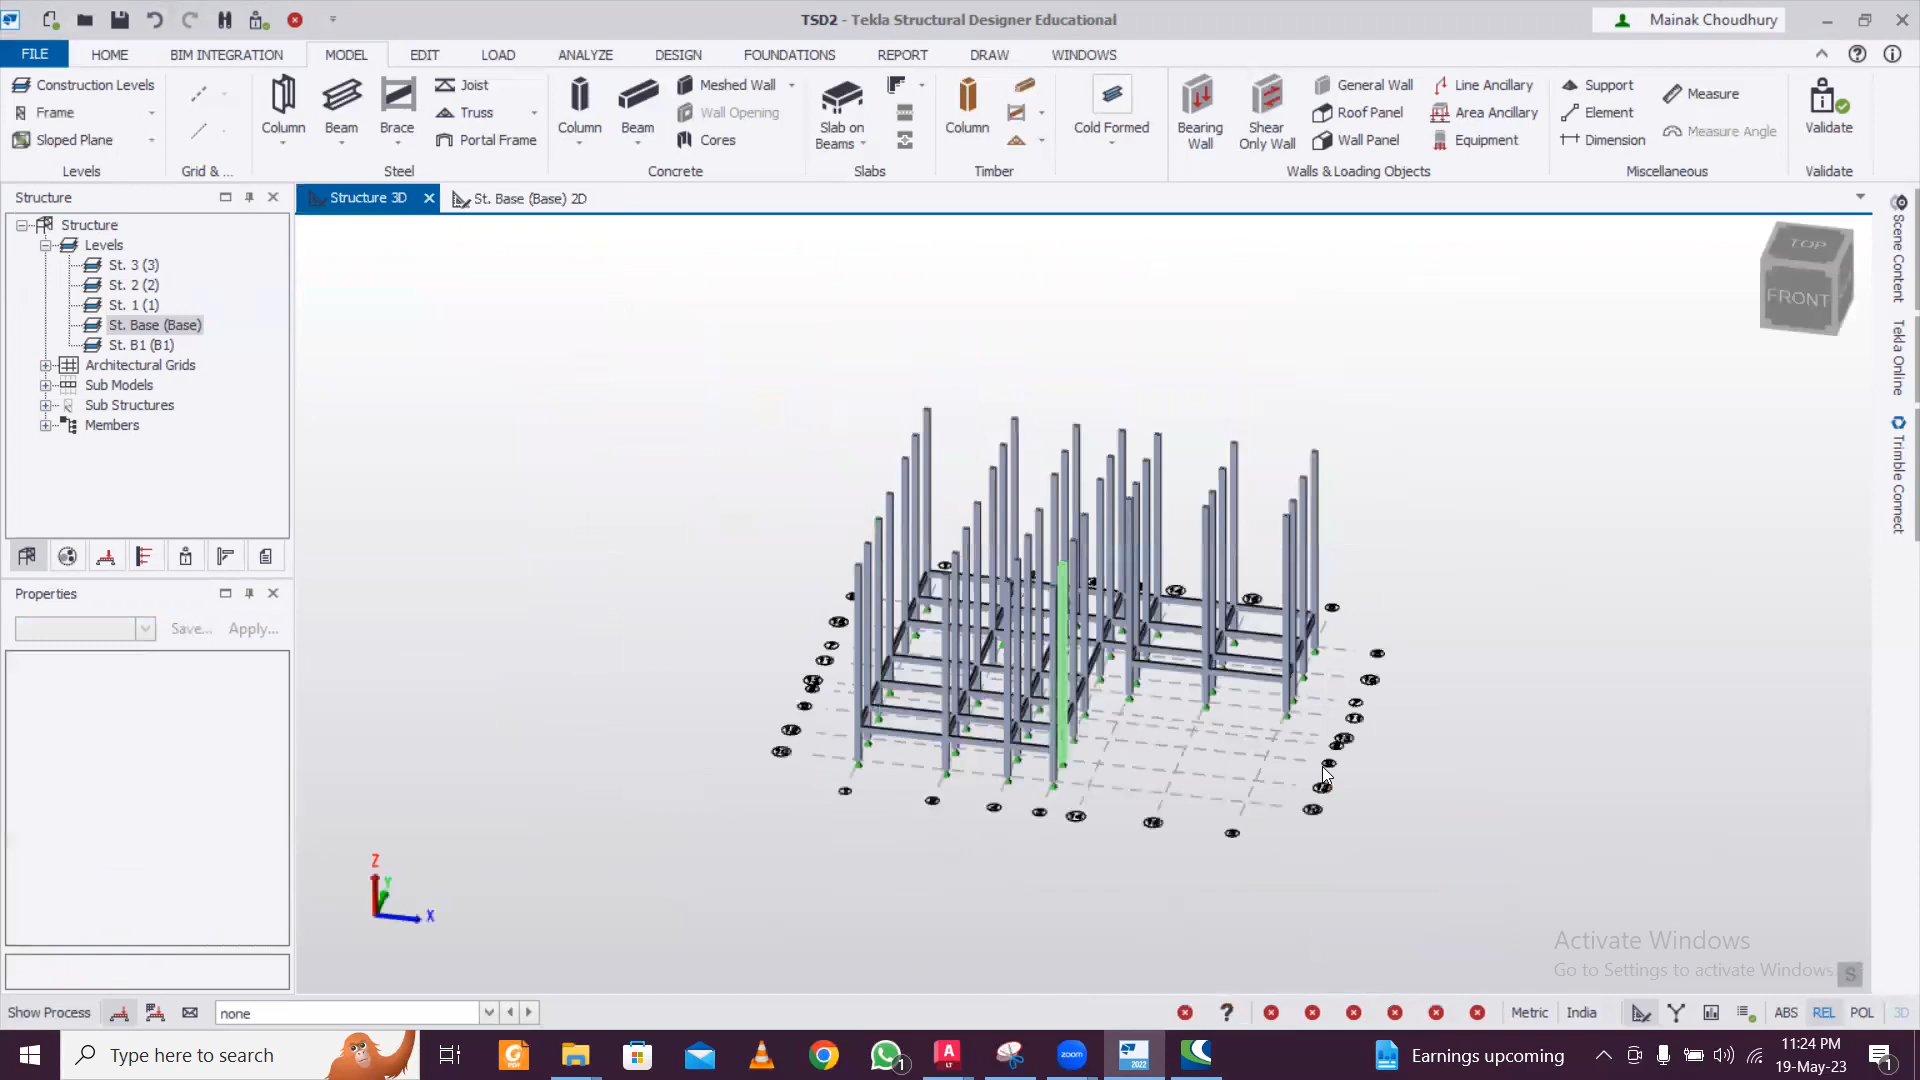 TSD2 - Tekla Structural Designer Educational
Mainak Choudhury
FILE HOME BIM INTEGRATION MODEL EDIT LOAD ANALYZE DESIGN FOUNDATIONS REPORT DRAW WINDOWS
Construction Levels
Frame
Sloped Plane
Levels
Grid & ...
Column
Beam
Brace
Joist
Truss
Portal Frame
Steel
Column
Beam
Meshed Wall
Wall Opening
Cores
Concrete
Slab on
Beams
Slabs
Column
Timber
Cold Formed
Bearing
Wall
Shear
Only Wall
General Wall
Roof Panel
Wall Panel
Line Ancillary
Area Ancillary
Equipment
Walls & Loading Objects
Support
Element
Dimension
Measure
Measure Angle
Miscellaneous
Validate
Validate
Structure
Structure 3D
St. Base (Base) 2D
Structure
Levels
St. 3 (3)
St. 2 (2)
St. 1 (1)
St. Base (Base)
St. B1 (B1)
Architectural Grids
Sub Models
Sub Structures
Members
Properties
Save... Apply...
TOP
FRONT
Scene Content
Tekla Online
Trimble Connect
Z
Y
X
Activate Windows
Go to Settings to activate Windows.
S
Show Process
none
Metric India
ABS REL POL 3D
Type here to search
PDF
1
A
LT
zoom
2022
Earnings upcoming
11:24 PM
19-May-23
1